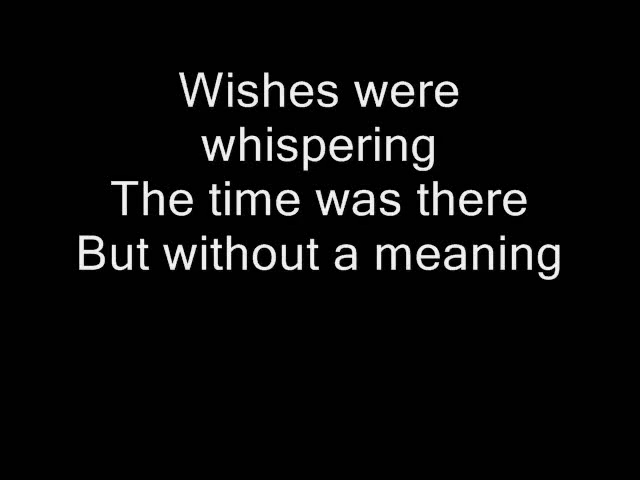 Wishes were
whispering
The time was there
But without a meaning